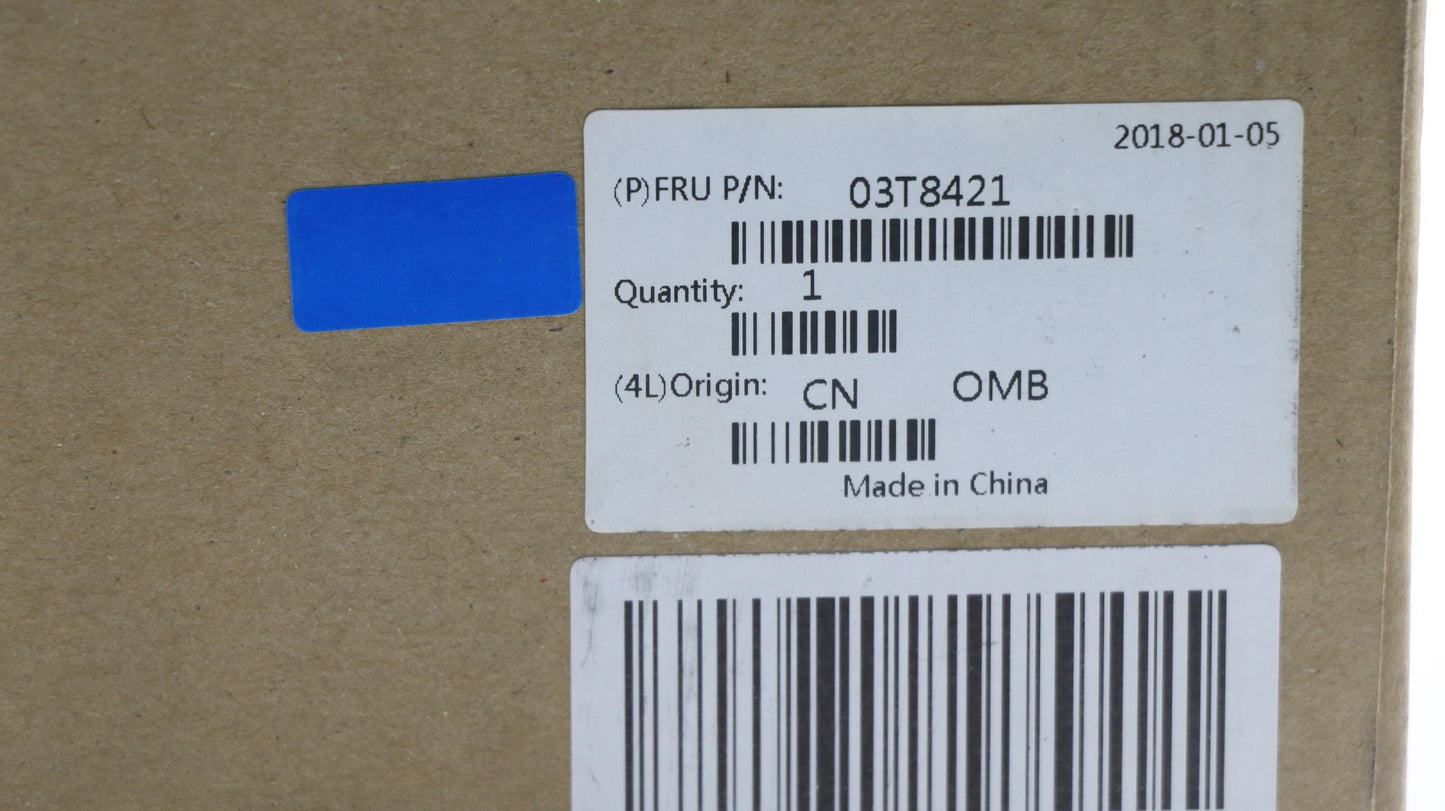 2018-01-05
(P)FRU P/N: 03T8421
Quantity: 1
(4L)Origin: CN OMB
Made in China